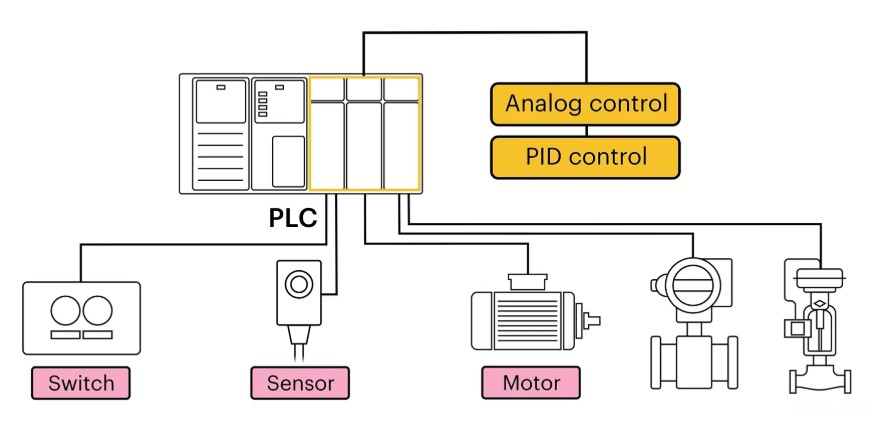 Analog control
PID control
PLC
Switch
Sensor
Motor